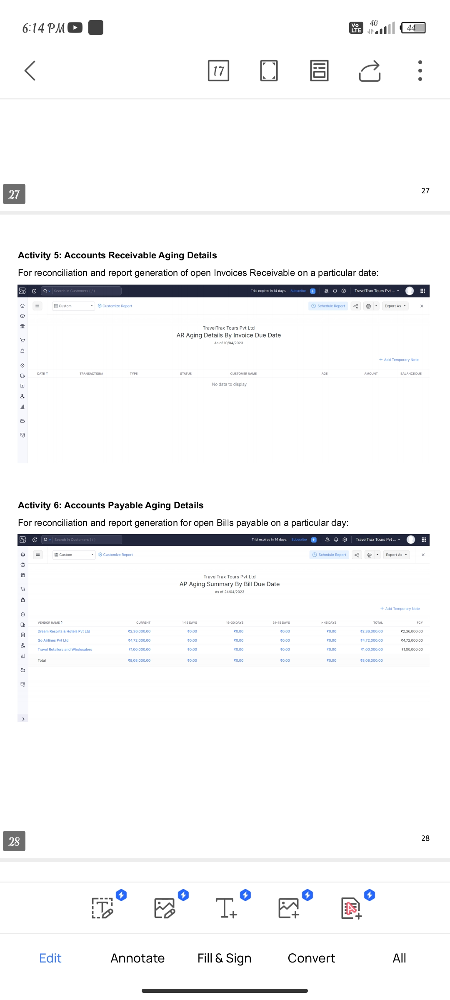 6:14 PM
Vo LTE 4G 44
17
27
27
Activity 5: Accounts Receivable Aging Details
For reconciliation and report generation of open Invoices Receivable on a particular date:
Search in Customers ( / ) Trial expires in 14 days. Subscribe TravelTrax Tours Pvt ...
Custom Customize Report Schedule Report Export As
TravelTrax Tours Pvt Ltd
AR Aging Details By Invoice Due Date
As of 10/04/2023
+ Add Temporary Note
DATE TRANSACTION# TYPE STATUS CUSTOMER NAME AGE AMOUNT BALANCE DUE
No data to display
Activity 6: Accounts Payable Aging Details
For reconciliation and report generation for open Bills payable on a particular day:
Search in Customers ( / ) Trial expires in 14 days. Subscribe TravelTrax Tours Pvt ...
Custom Customize Report Schedule Report Export As
TravelTrax Tours Pvt Ltd
AP Aging Summary By Bill Due Date
As of 24/04/2023
+ Add Temporary Note
VENDOR NAME CURRENT 1-15 DAYS 16-30 DAYS 31-45 DAYS > 45 DAYS TOTAL FCY
Dream Resorts & Hotels Pvt Ltd ₹2,36,000.00 ₹0.00 ₹0.00 ₹0.00 ₹0.00 ₹2,36,000.00 ₹2,36,000.00
Go Airlines Pvt Ltd ₹4,72,000.00 ₹0.00 ₹0.00 ₹0.00 ₹0.00 ₹4,72,000.00 ₹4,72,000.00
Travel Retailers and Wholesalers ₹1,00,000.00 ₹0.00 ₹0.00 ₹0.00 ₹0.00 ₹1,00,000.00 ₹1,00,000.00
Total ₹8,08,000.00 ₹0.00 ₹0.00 ₹0.00 ₹0.00 ₹8,08,000.00
28
28
Edit Annotate Fill & Sign Convert All